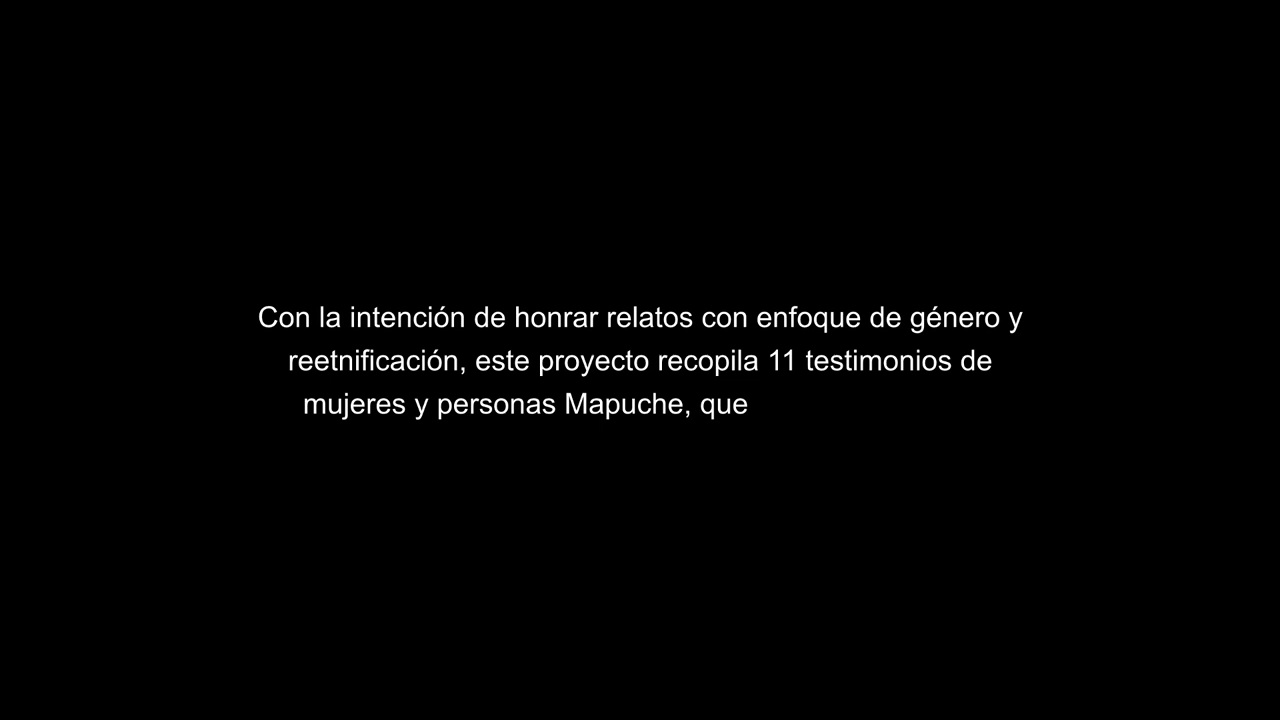 Con la intención de honrar relatos con enfoque de género y
reetnificación, este proyecto recopila 11 testimonios de
mujeres y personas Mapuche, que